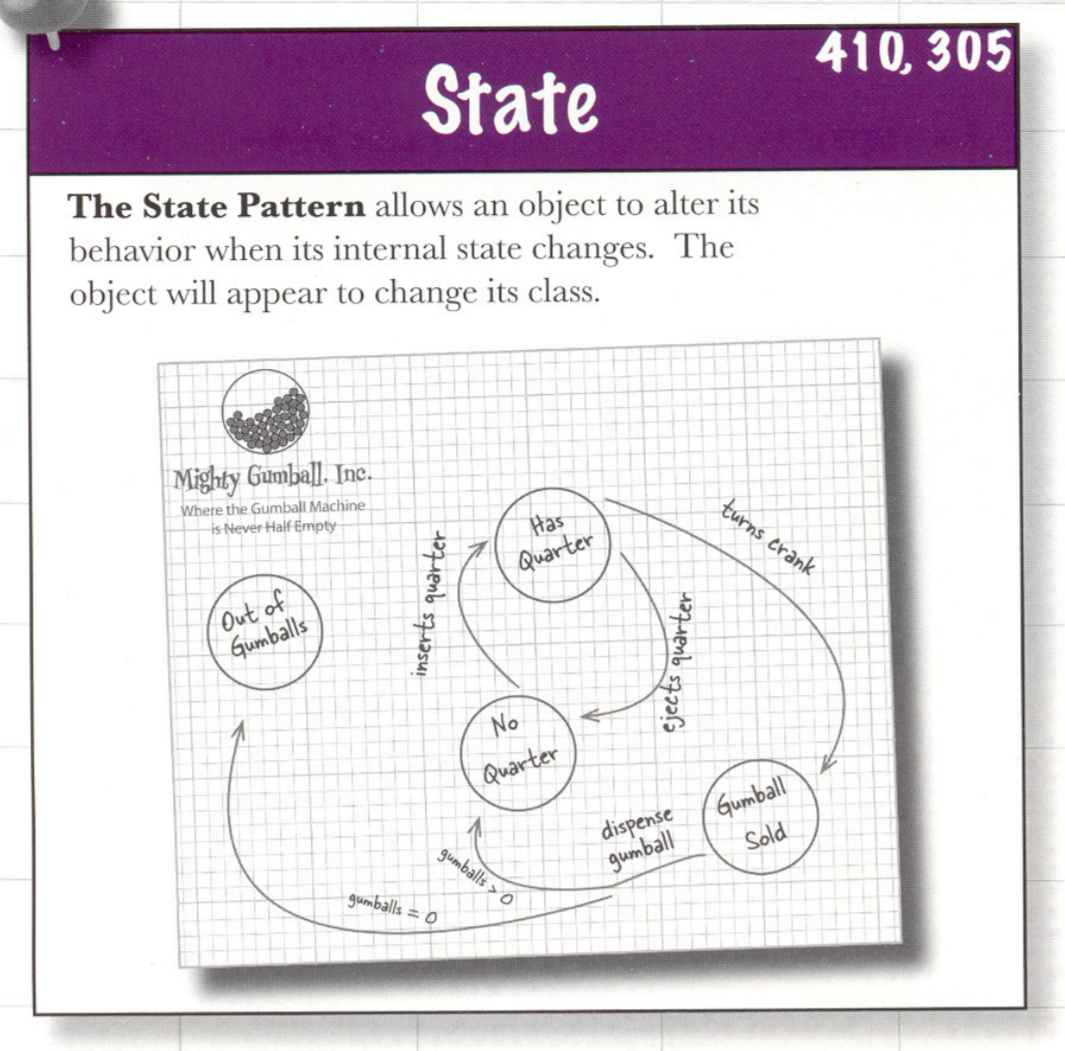 410, 305
State
The State Pattern allows an object to alter its
behavior when its internal state changes. The
object will appear to change its class.
Mighty Gumball, Inc.
Where the Gumball Machine
is Never Half Empty
Has
Quarter
turns crank
inserts quarter
ejects quarter
Out of
Gumballs
No
Quarter
Gumball
Sold
dispense
gumball
gumballs > 0
gumballs = 0